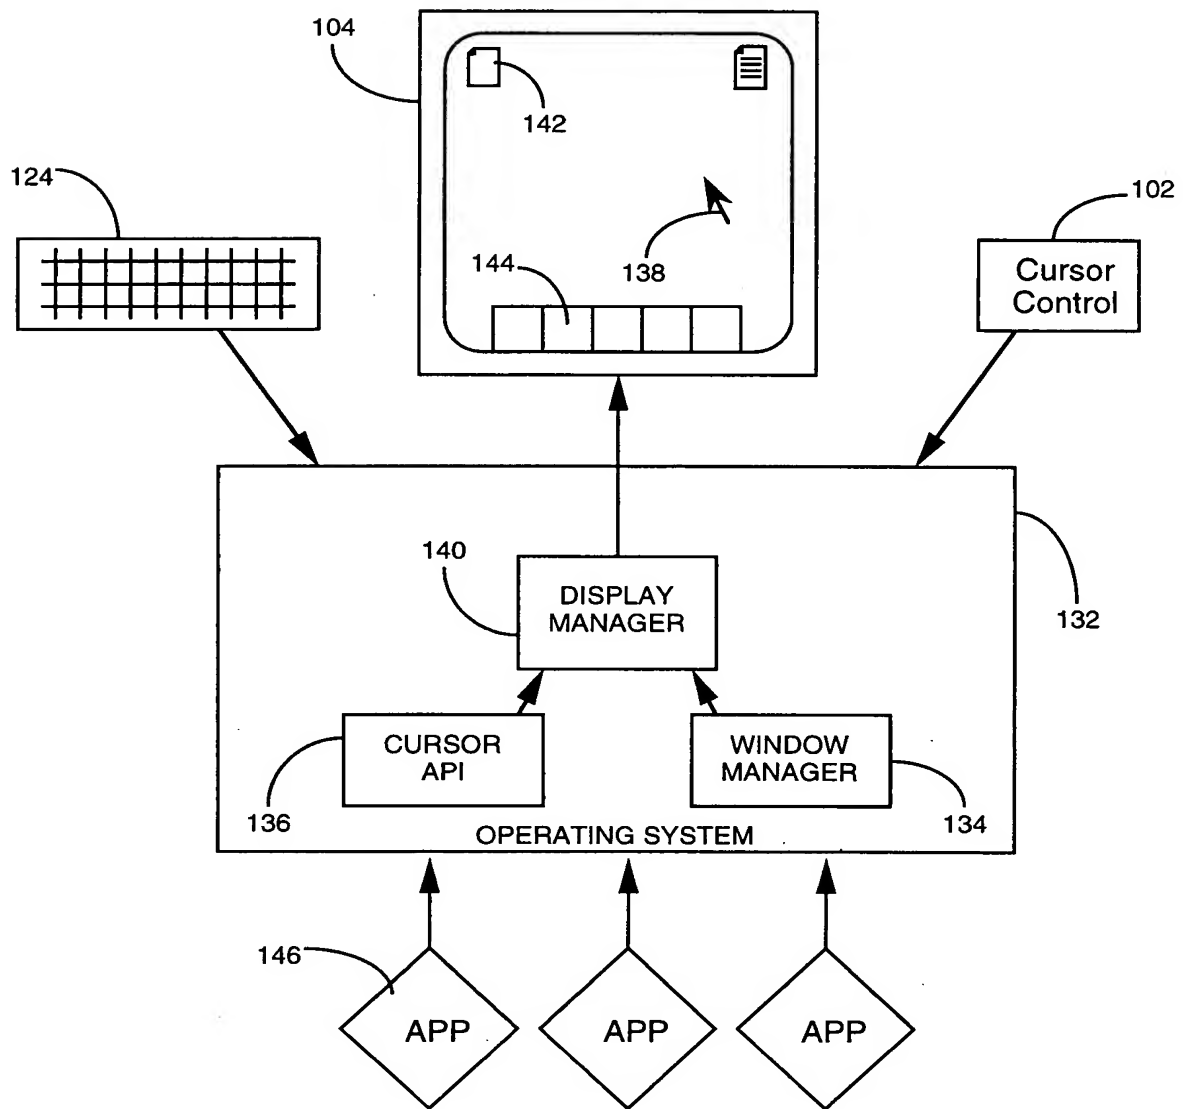 104
142
124
102
138
144
Cursor
Control
140
DISPLAY
MANAGER
132
CURSOR
API
WINDOW
MANAGER
136
134
OPERATING SYSTEM
146
APP
APP
APP